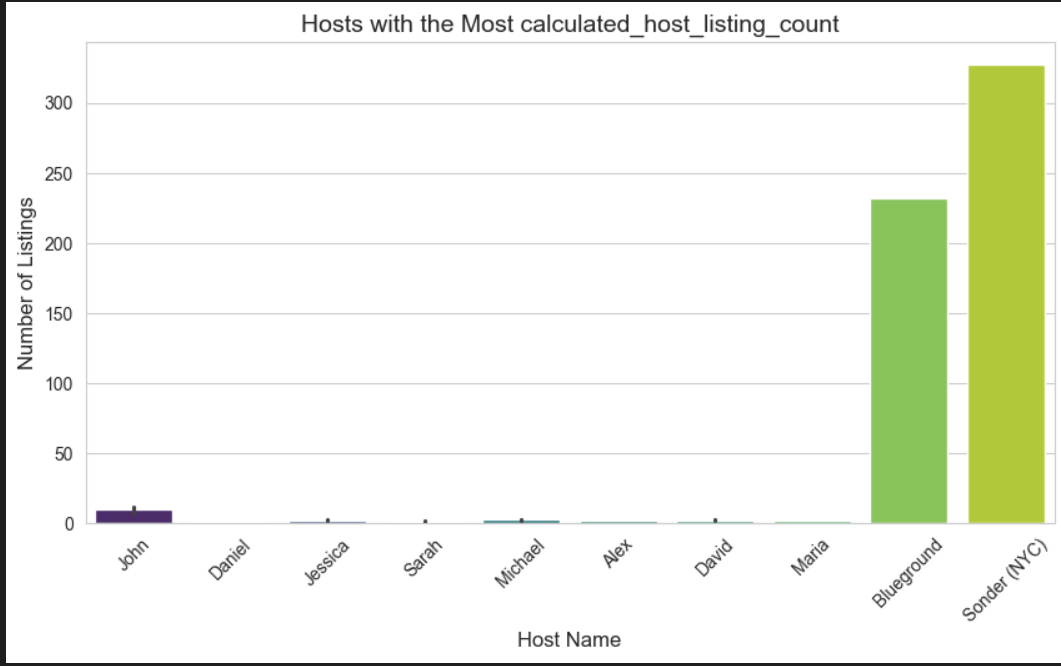 Hosts with the Most calculated_host_listing_count
Number of Listings
300
250
200
150
100
50
0
John
Daniel
Jessica
Sarah
Michael
Alex
David
Maria
Blueground
Sonder (NYC)
Host Name